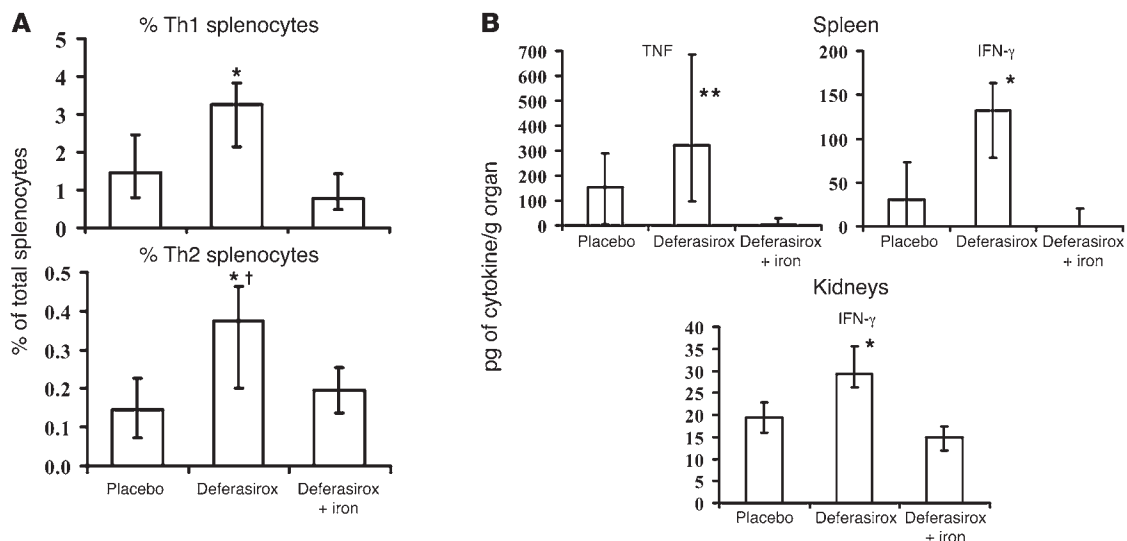 A
% Th1 splenocytes
5
4
3
2
1
0
*
% Th2 splenocytes
0.5
0.4
0.3
0.2
0.1
0.0
* †
Placebo
Deferasirox
Deferasirox
+ iron
% of total splenocytes
B
Spleen
TNF
700
600
500
400
300
200
100
0
**
Placebo
Deferasirox
Deferasirox
+ iron
IFN-γ
200
150
100
50
0
*
Placebo
Deferasirox
Deferasirox
+ iron
Kidneys
IFN-γ
40
35
30
25
20
15
10
5
0
*
Placebo
Deferasirox
Deferasirox
+ iron
pg of cytokine/g organ